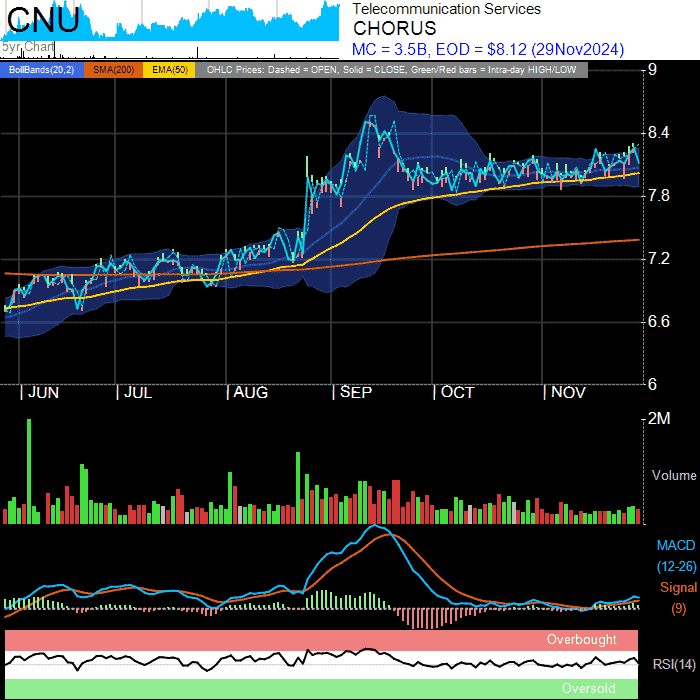 CNU
Telecommunication Services
CHORUS
5yr Chart
MC = 3.5B, EOD = $8.12 (29Nov2024)
BollBands(20,2) SMA(200) EMA(50) OHLC Prices: Dashed = OPEN, Solid = CLOSE, Green/Red bars = Intra-day HIGH/LOW
9
8.4
7.8
7.2
6.6
6
JUN JUL AUG SEP OCT NOV
2M
Volume
MACD
(12-26)
Signal
(9)
Overbought
RSI(14)
Oversold